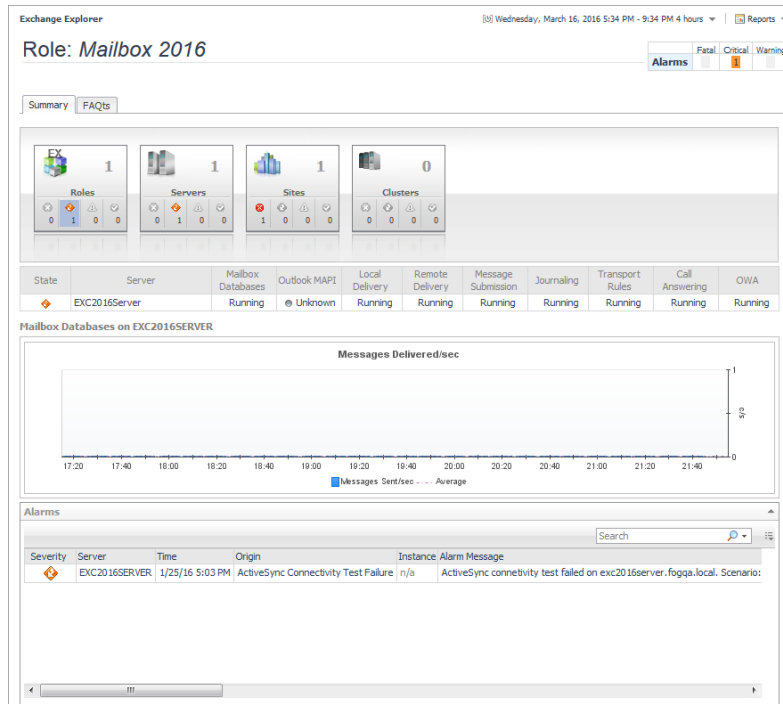 Exchange Explorer
Wednesday, March 16, 2016 5:34 PM - 9:34 PM 4 hours
Reports
Role: Mailbox 2016
Fatal Critical Warning
Alarms 1
Summary FAQts
EX 1 1 1 0
Roles Servers Sites Clusters
0 1 0 0 0 1 0 0 1 0 0 0 0 0 0 0
State Server Mailbox Databases Outlook MAPI Local Delivery Remote Delivery Message Submission Journaling Transport Rules Call Answering OWA
EXC2016Server Running Unknown Running Running Running Running Running Running Running
Mailbox Databases on EXC2016SERVER
Messages Delivered/sec
1
c/s
0
17:20 17:40 18:00 18:20 18:40 19:00 19:20 19:40 20:00 20:20 20:40 21:00 21:20 21:40
Messages Sent/sec Average
Alarms
Search
Severity Server Time Origin Instance Alarm Message
EXC2016SERVER 1/25/16 5:03 PM ActiveSync Connectivity Test Failure n/a ActiveSync connetivity test failed on exc2016server.fogqa.local. Scenario: